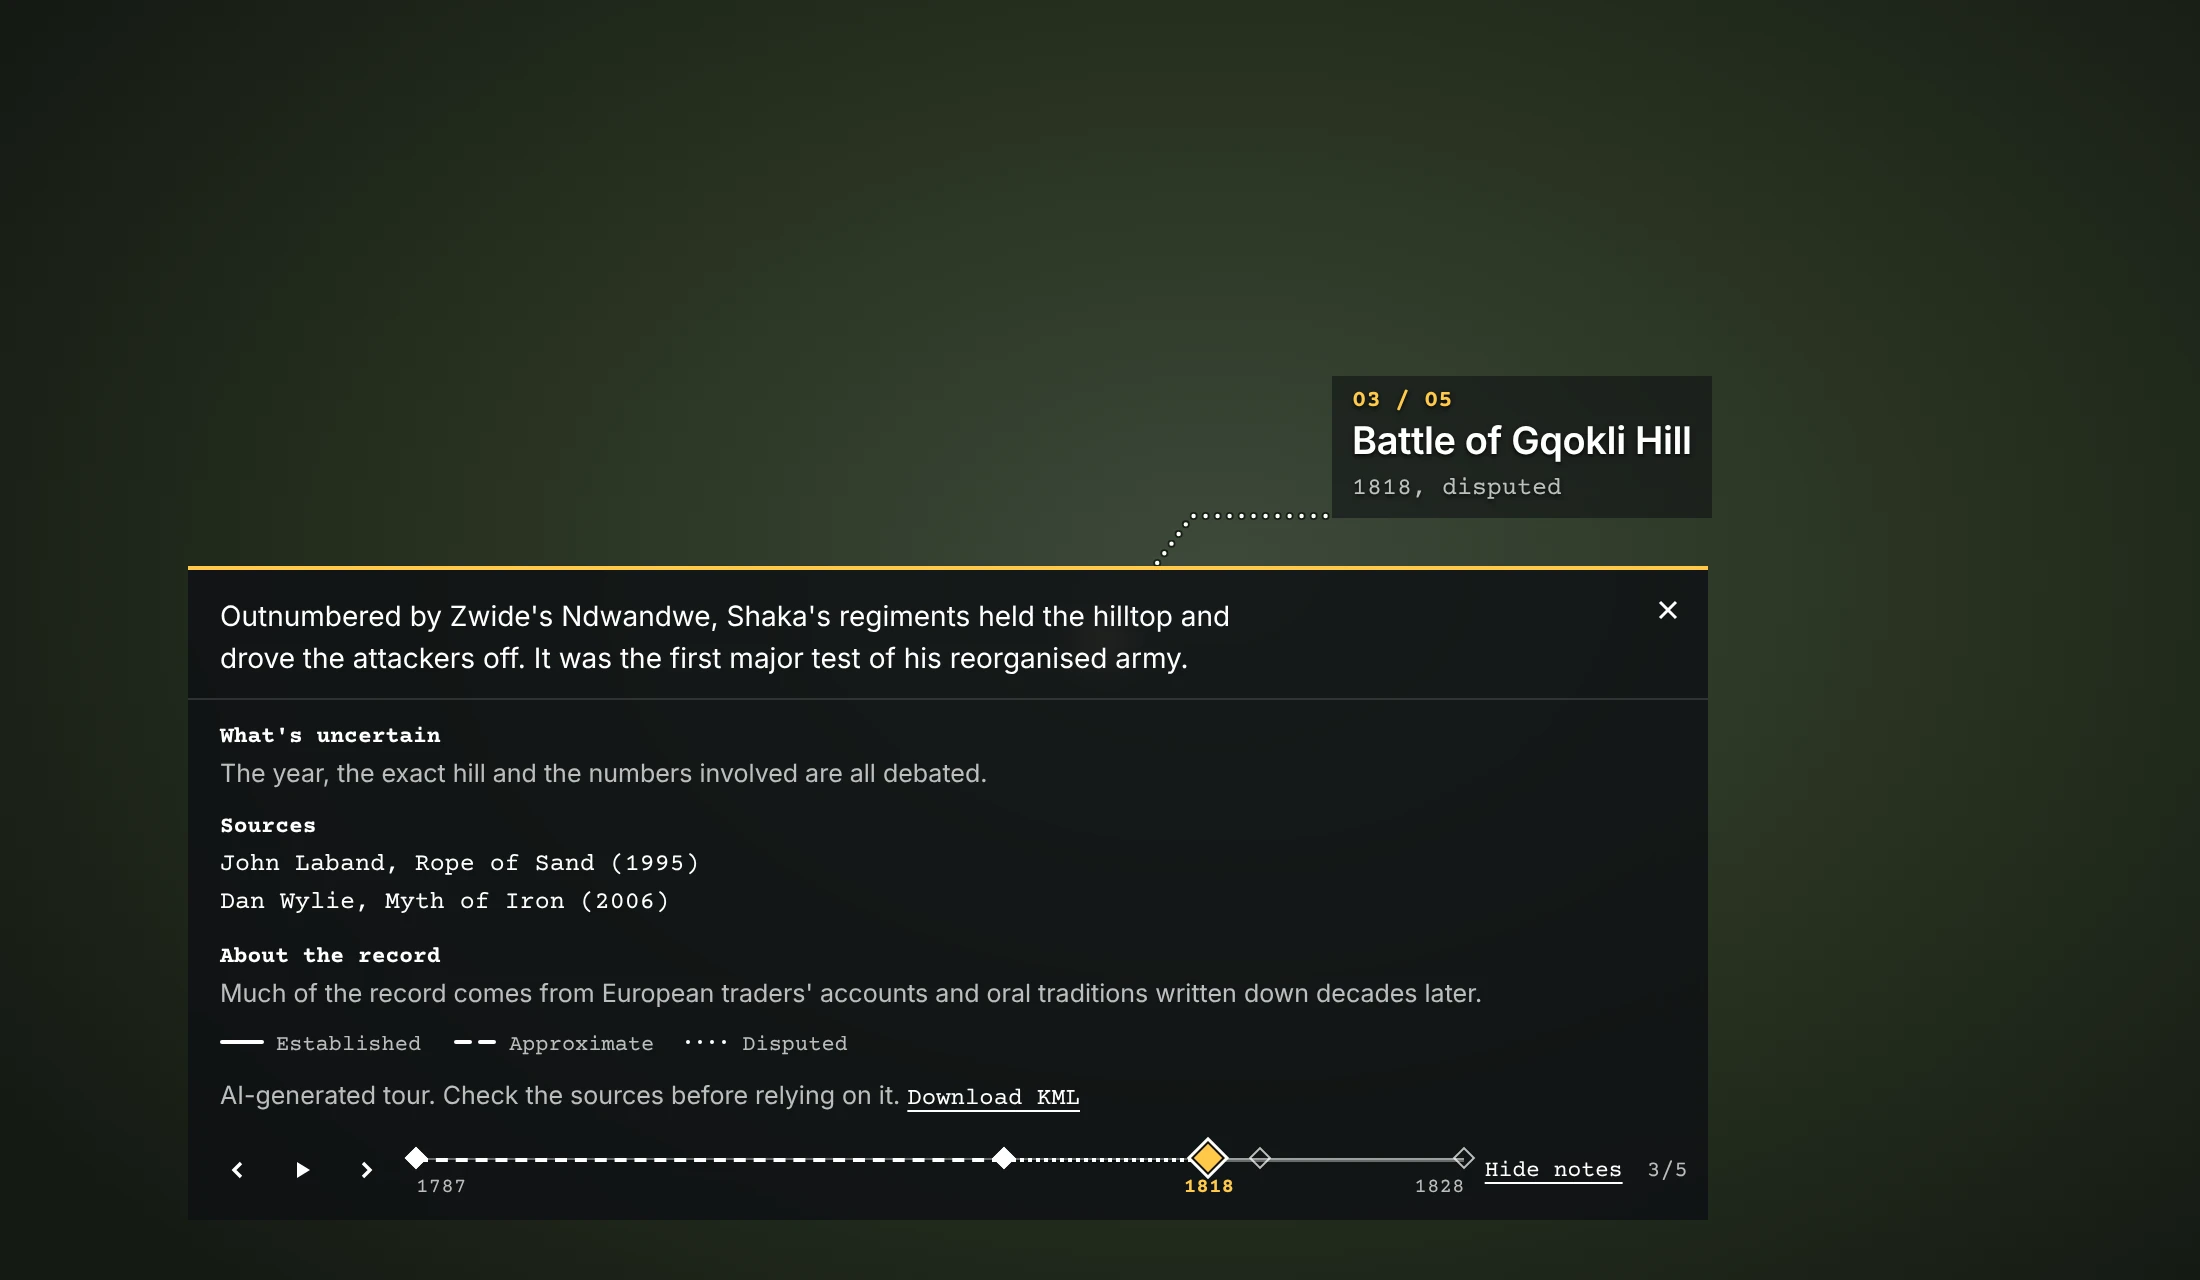 03 / 05
Battle of Gqokli Hill
1818, disputed
Outnumbered by Zwide's Ndwandwe, Shaka's regiments held the hilltop and
drove the attackers off. It was the first major test of his reorganised army.
What's uncertain
The year, the exact hill and the numbers involved are all debated.
Sources
John Laband, Rope of Sand (1995)
Dan Wylie, Myth of Iron (2006)
About the record
Much of the record comes from European traders' accounts and oral traditions written down decades later.
Established Approximate Disputed
AI-generated tour. Check the sources before relying on it. Download KML
Hide notes 3/5
1787 1818 1828